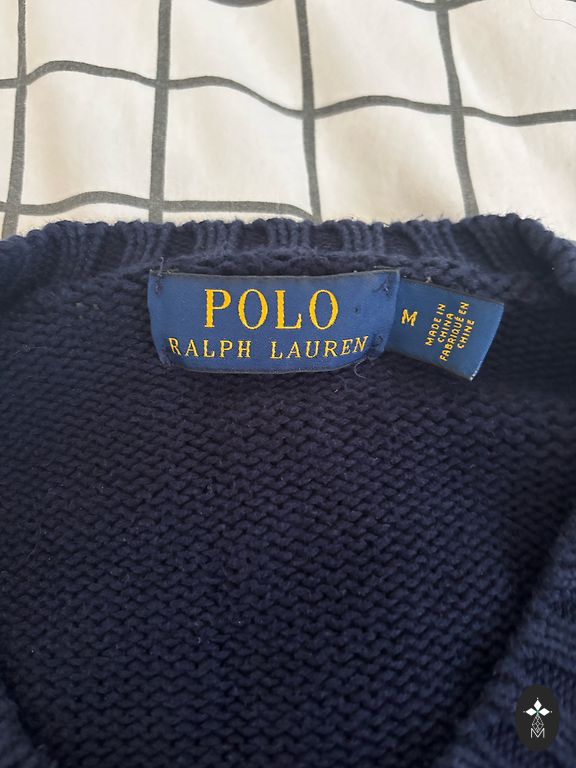 POLO
RALPH LAUREN
M
MADE IN
CHINA
FABRIQUÉ EN
CHINE
M